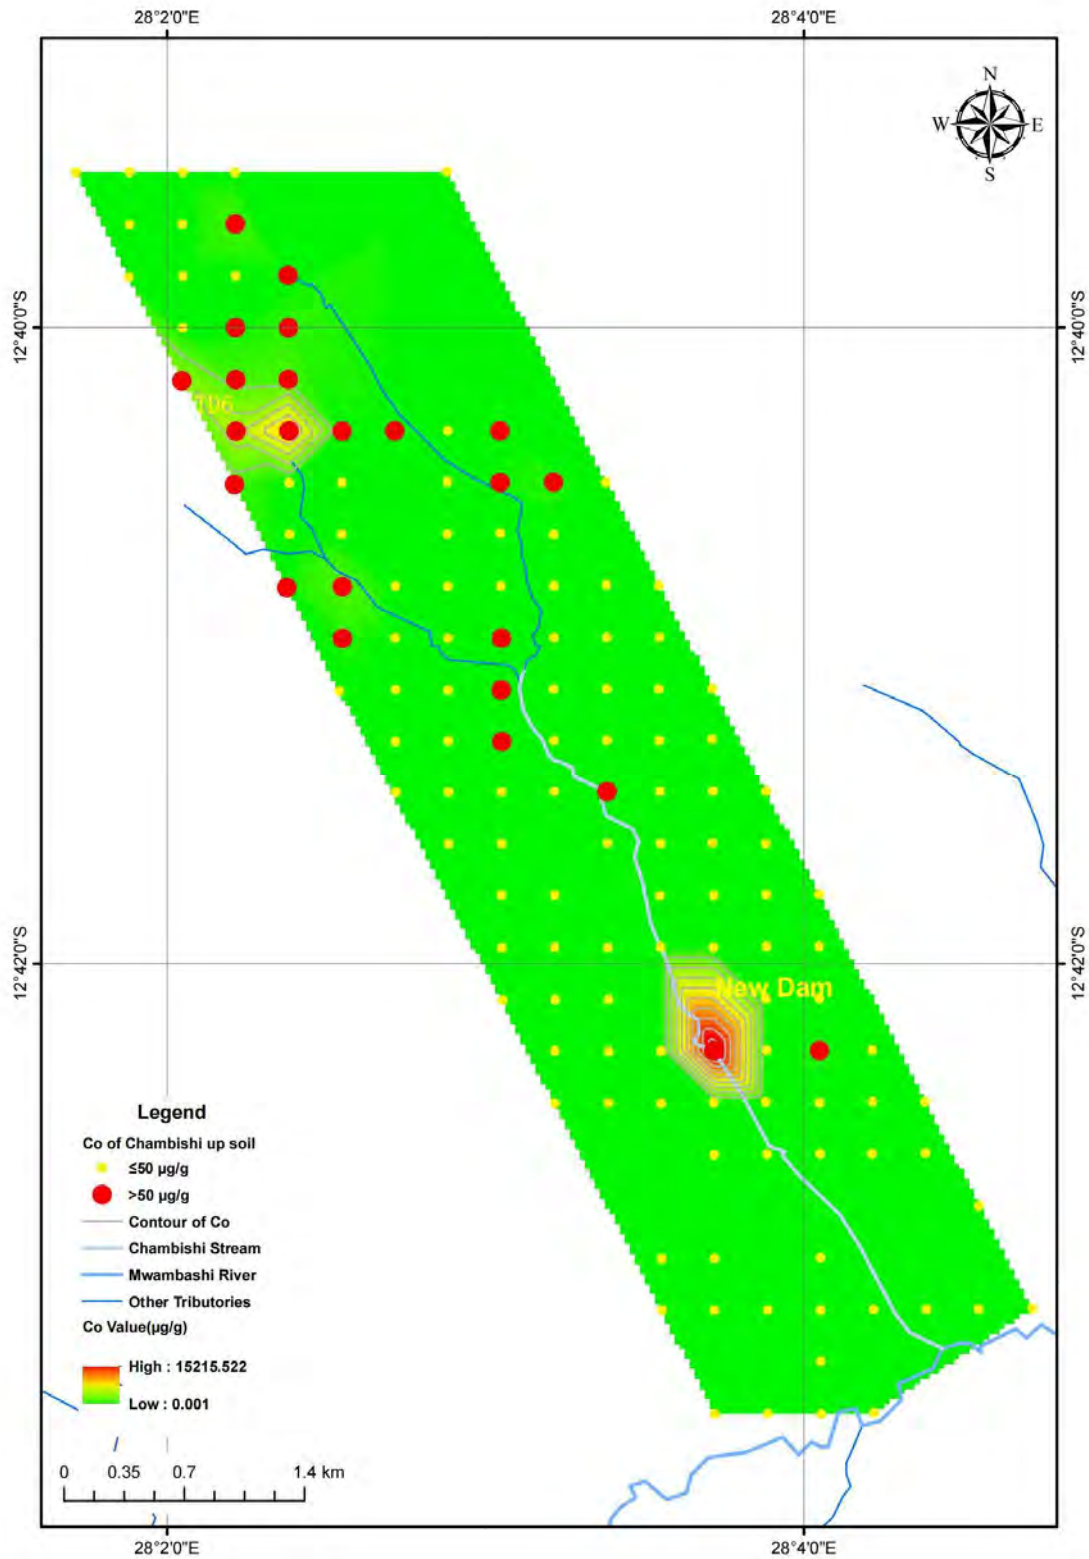 28°2'0"E 28°4'0"E
N
W E
S
12°40'0"S 12°40'0"S
TD6
12°42'0"S 12°42'0"S
New Dam
Legend
Co of Chambishi up soil
≤50 µg/g
>50 µg/g
Contour of Co
Chambishi Stream
Mwambashi River
Other Tributories
Co Value(µg/g)
High : 15215.522
Low : 0.001
0 0.35 0.7 1.4 km
28°2'0"E 28°4'0"E